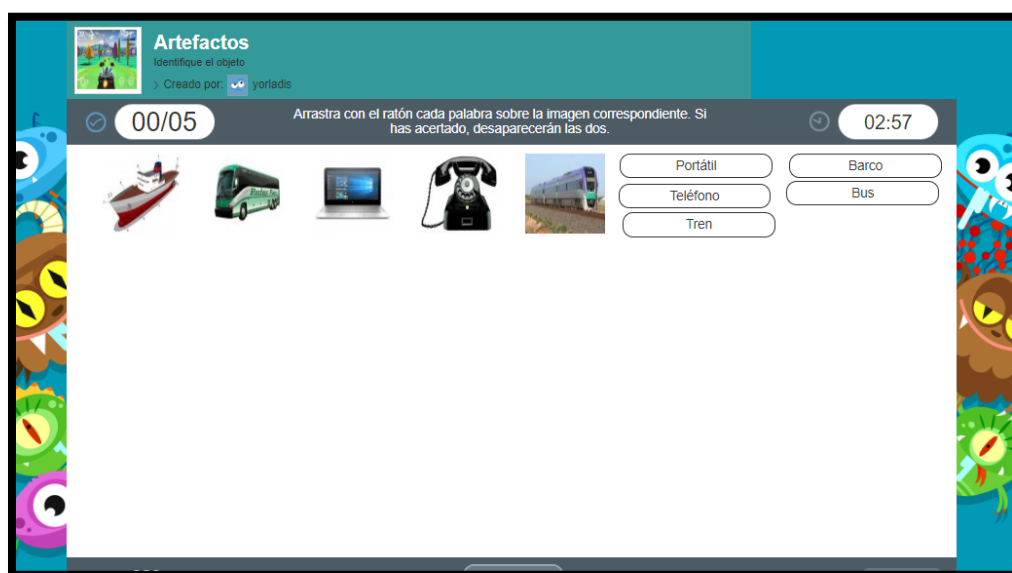 Artefactos
Identifique el objeto
> Creado por: yorladis
00/05
Arrastra con el ratón cada palabra sobre la imagen correspondiente. Si
has acertado, desaparecerán las dos.
02:57
Portátil
Barco
Teléfono
Bus
Tren